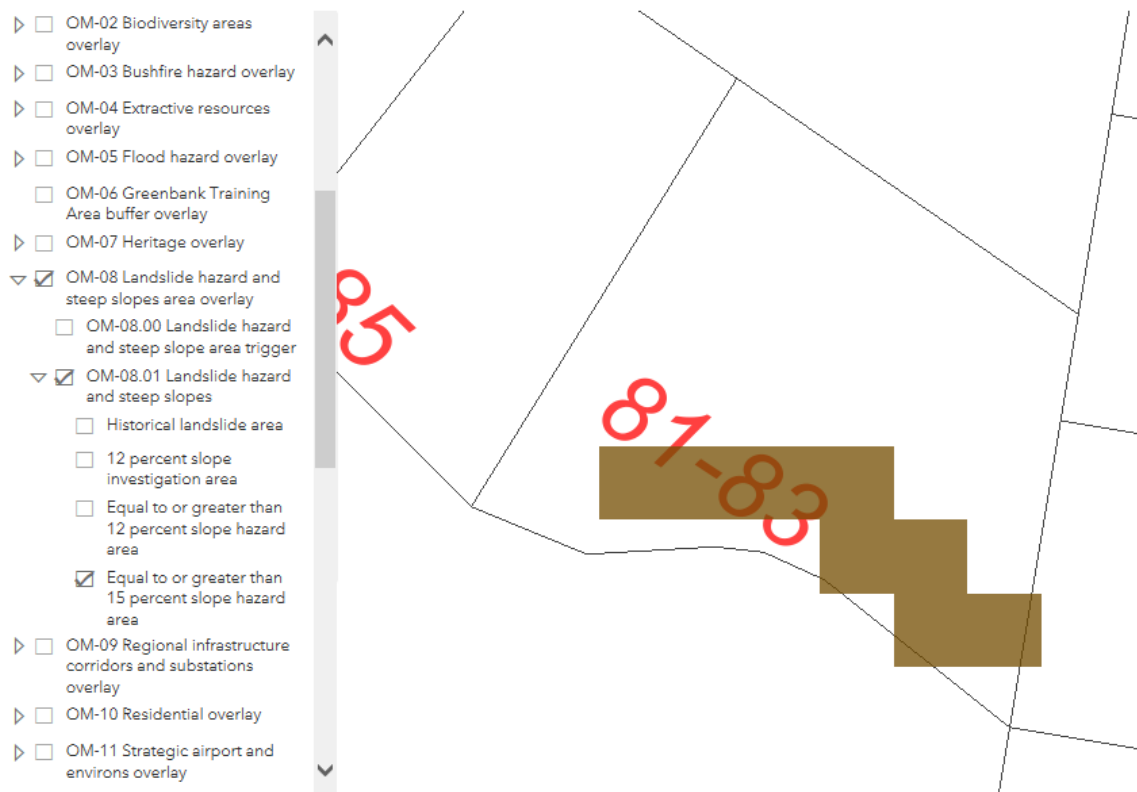 OM-02 Biodiversity areas
overlay
OM-03 Bushfire hazard overlay
OM-04 Extractive resources
overlay
OM-05 Flood hazard overlay
OM-06 Greenbank Training
Area buffer overlay
OM-07 Heritage overlay
OM-08 Landslide hazard and
steep slopes area overlay
OM-08.00 Landslide hazard
and steep slope area trigger
OM-08.01 Landslide hazard
and steep slopes
Historical landslide area
12 percent slope
investigation area
Equal to or greater than
12 percent slope hazard
area
Equal to or greater than
15 percent slope hazard
area
OM-09 Regional infrastructure
corridors and substations
overlay
OM-10 Residential overlay
OM-11 Strategic airport and
environs overlay
85
81-83